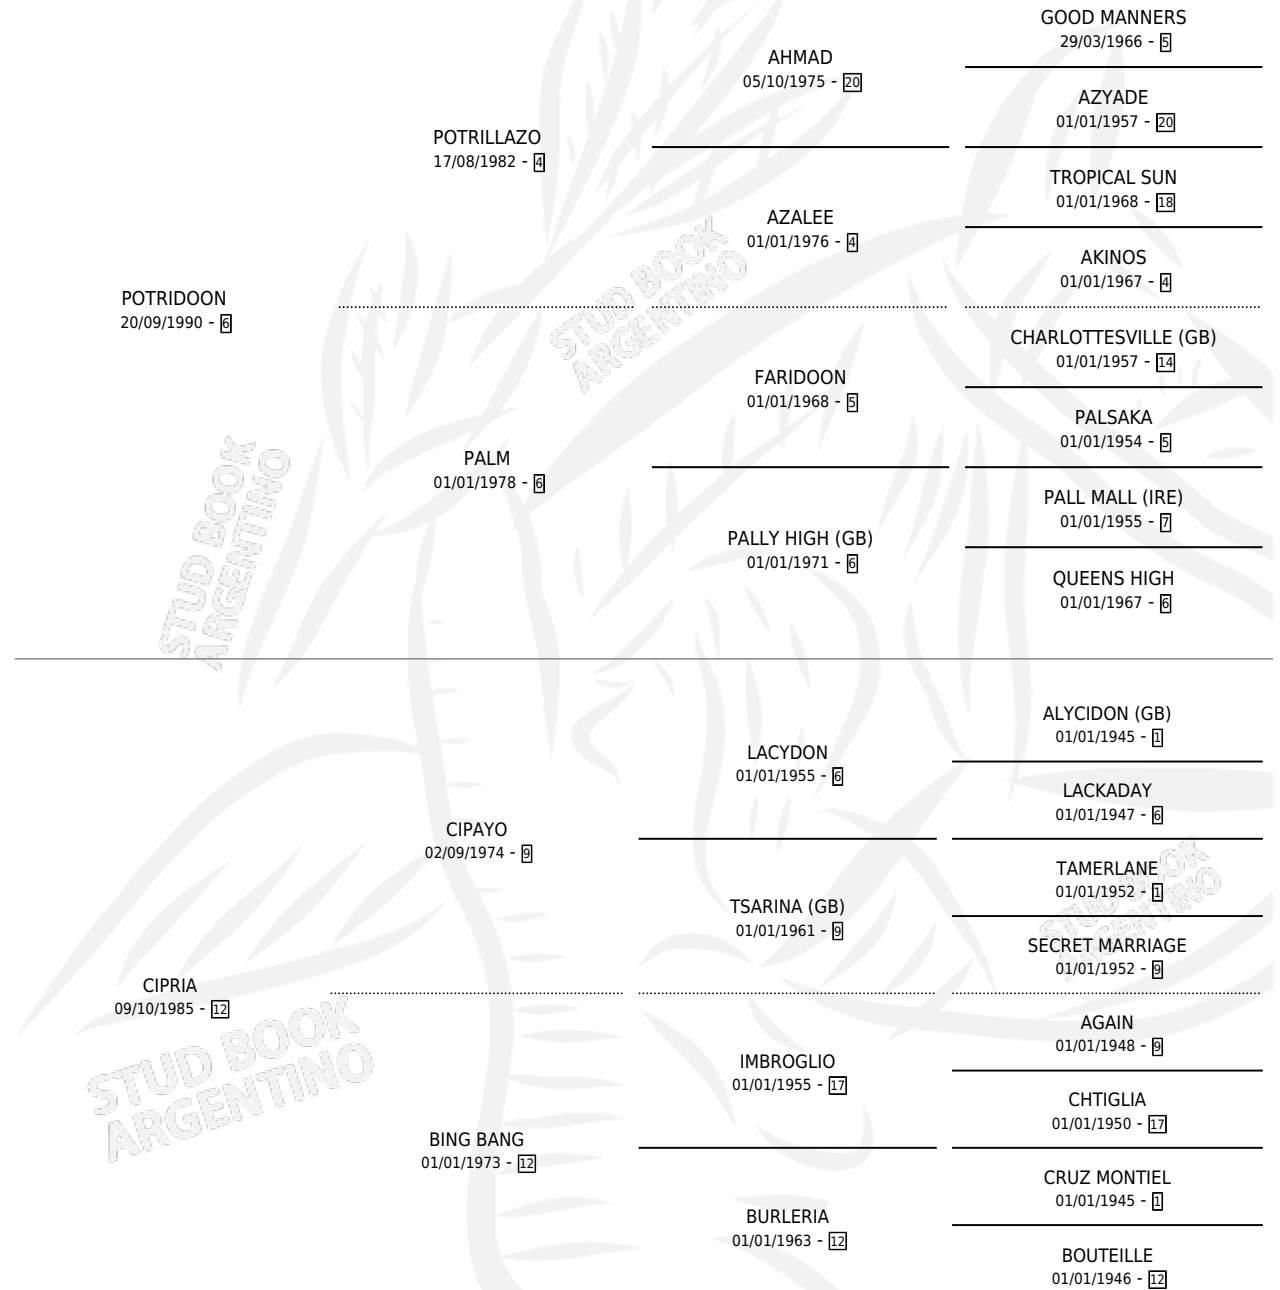 GOOD MANNERS
29/03/1966 - 5
AHMAD
05/10/1975 - 20
AZYADE
01/01/1957 - 20
POTRILLAZO
17/08/1982 - 4
TROPICAL SUN
01/01/1968 - 18
AZALEE
01/01/1976 - 4
AKINOS
01/01/1967 - 4
POTRIDOON
20/09/1990 - 6
CHARLOTTESVILLE (GB)
01/01/1957 - 14
FARIDOON
01/01/1968 - 5
PALSAKA
01/01/1954 - 5
PALM
01/01/1978 - 6
PALL MALL (IRE)
01/01/1955 - 7
PALLY HIGH (GB)
01/01/1971 - 6
QUEENS HIGH
01/01/1967 - 6
ALYCIDON (GB)
01/01/1945 - 1
LACYDON
01/01/1955 - 6
LACKADAY
01/01/1947 - 6
CIPAYO
02/09/1974 - 9
TAMERLANE
01/01/1952 - 1
TSARINA (GB)
01/01/1961 - 9
SECRET MARRIAGE
01/01/1952 - 9
CIPRIA
09/10/1985 - 12
AGAIN
01/01/1948 - 9
IMBROGLIO
01/01/1955 - 17
CHTIGLIA
01/01/1950 - 17
BING BANG
01/01/1973 - 12
CRUZ MONTIEL
01/01/1945 - 1
BURLERIA
01/01/1963 - 12
BOUTEILLE
01/01/1946 - 12
STUD BOOK
ARGENTINO
STUD BOOK
ARGENTINO
STUD BOOK
ARGENTINO
STUD BOOK
ARGENTINO